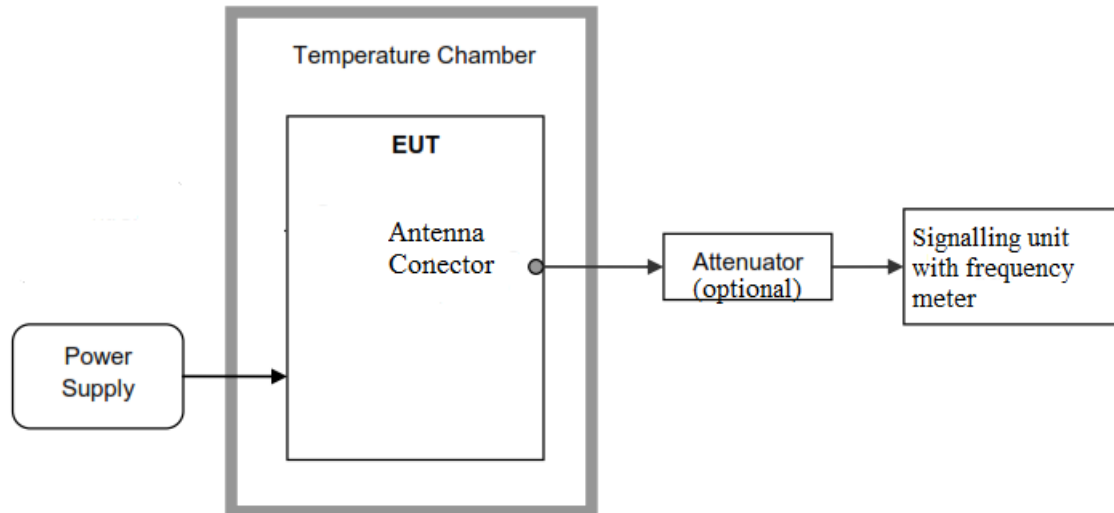 Temperature Chamber
EUT
Antenna
Conector
Attenuator
(optional)
Signalling unit
with frequency
meter
Power
Supply